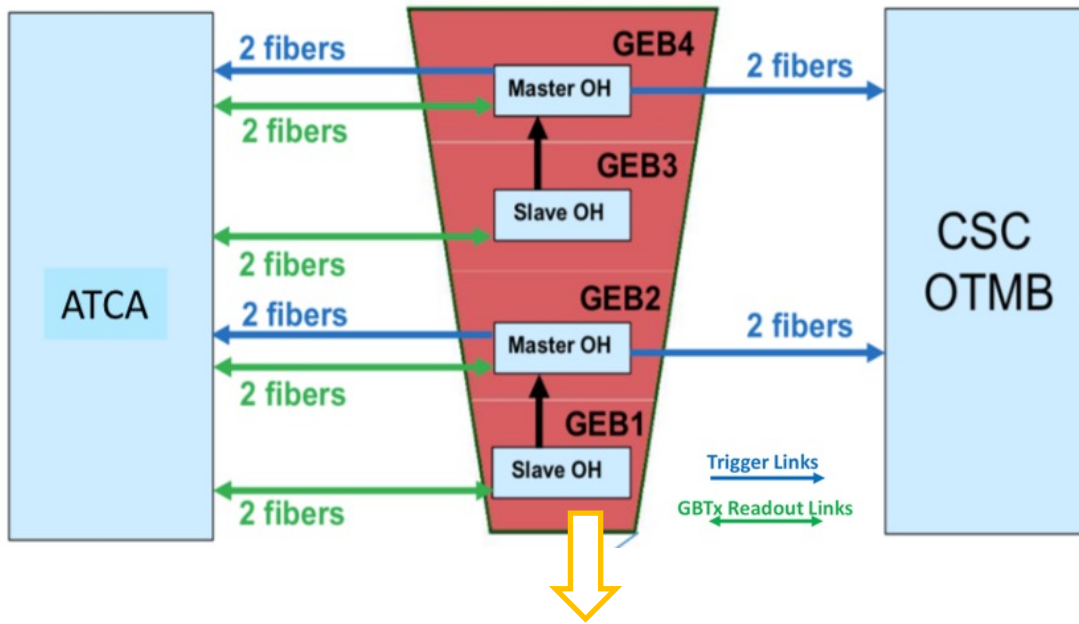 GEB4
2 fibers
Master OH
2 fibers
2 fibers
GEB3
Slave OH
2 fibers
CSC
OTMB
ATCA
GEB2
2 fibers
Master OH
2 fibers
2 fibers
GEB1
Slave OH
2 fibers
Trigger Links
GBTx Readout Links